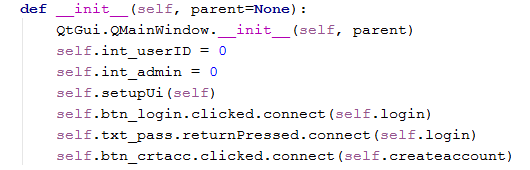 def __init__(self, parent=None):
    QtGui.QMainWindow.__init__(self, parent)
    self.int_userID = 0
    self.int_admin = 0
    self.setupUi(self)
    self.btn_login.clicked.connect(self.login)
    self.txt_pass.returnPressed.connect(self.login)
    self.btn_crtacc.clicked.connect(self.createaccount)